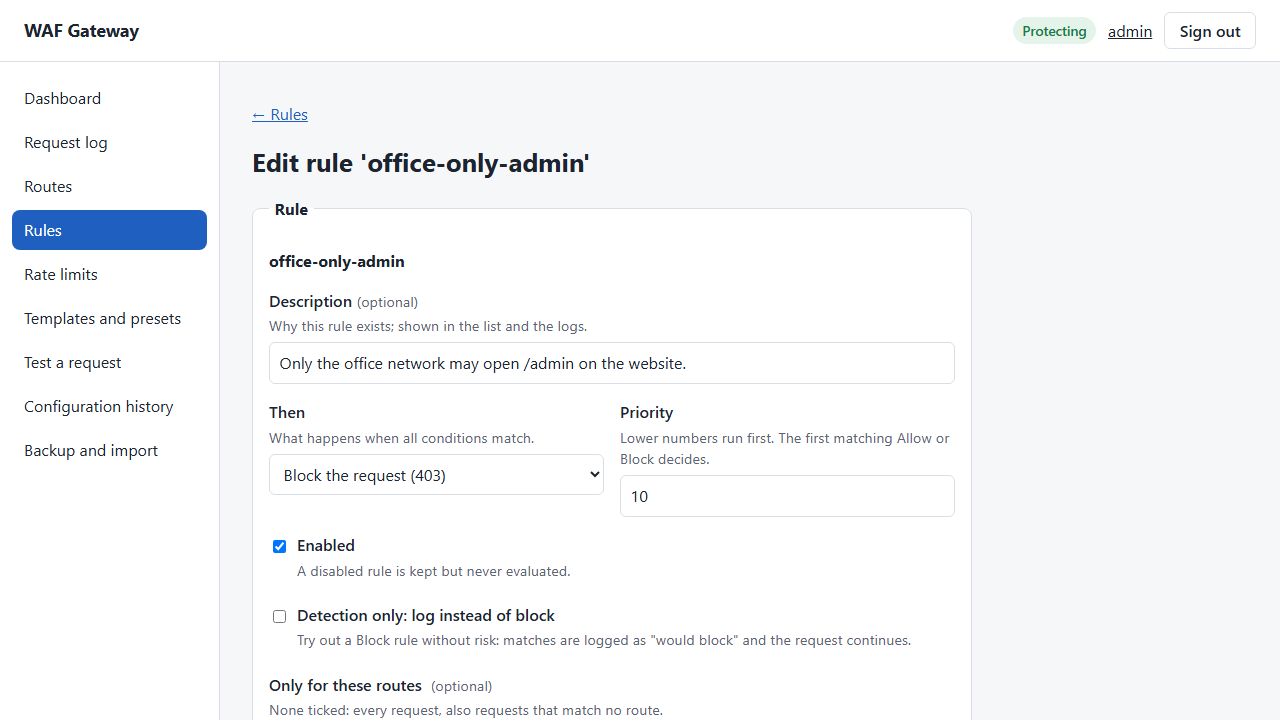 WAF Gateway
Protecting
admin
Sign out
Dashboard
Request log
Routes
Rules
Rate limits
Templates and presets
Test a request
Configuration history
Backup and import
← Rules
Edit rule 'office-only-admin'
Rule
office-only-admin
Description (optional)
Why this rule exists; shown in the list and the logs.
Only the office network may open /admin on the website.
Then
What happens when all conditions match.
Block the request (403)
Priority
Lower numbers run first. The first matching Allow or
Block decides.
10
Enabled
A disabled rule is kept but never evaluated.
Detection only: log instead of block
Try out a Block rule without risk: matches are logged as "would block" and the request continues.
Only for these routes (optional)
None ticked: every request, also requests that match no route.